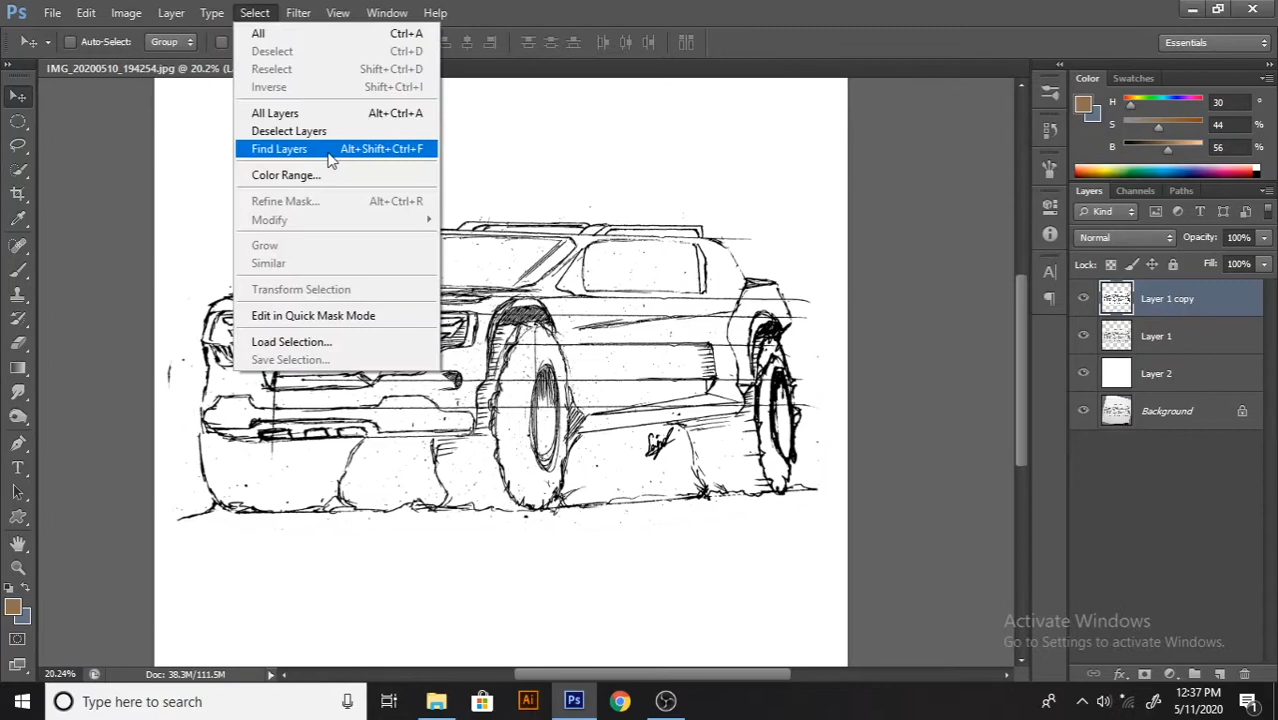 Ps File Edit Image Layer Type Select Filter View Window Help
Auto-Select: Group Essentials
IMG_20200510_194254.jpg @ 20.2% (L
All Ctrl+A
Deselect Ctrl+D
Reselect Shift+Ctrl+D
Inverse Shift+Ctrl+I
All Layers Alt+Ctrl+A
Deselect Layers
Find Layers Alt+Shift+Ctrl+F
Color Range...
Refine Mask... Alt+Ctrl+R
Modify
Grow
Similar
Transform Selection
Edit in Quick Mask Mode
Load Selection...
Save Selection...
Color Swatches
H 30 °
S 44 %
B 56 %
Layers Channels Paths
Kind
Normal Opacity: 100%
Lock: Fill: 100%
Layer 1 copy
Layer 1
Layer 2
Background
Activate Windows
Go to Settings to activate Windows.
20.24% Doc: 38.3M/111.5M
Type here to search Ai Ps 12:37 PM
5/11/2020